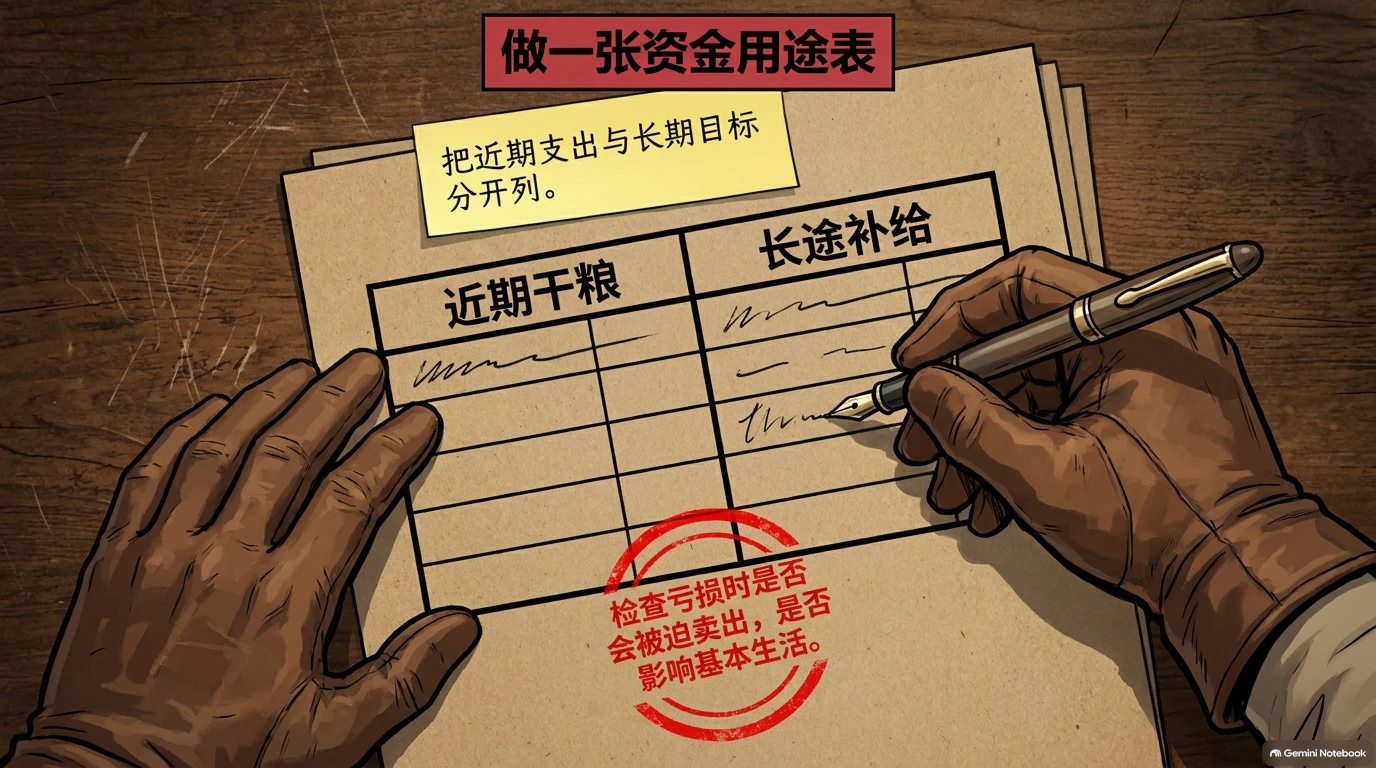 做一张资金用途表
把近期支出与长期目标
分开列。
近期干粮
长途补给
检查亏损时是否
会被迫卖出，是否
影响基本生活。
Gemini Notebook